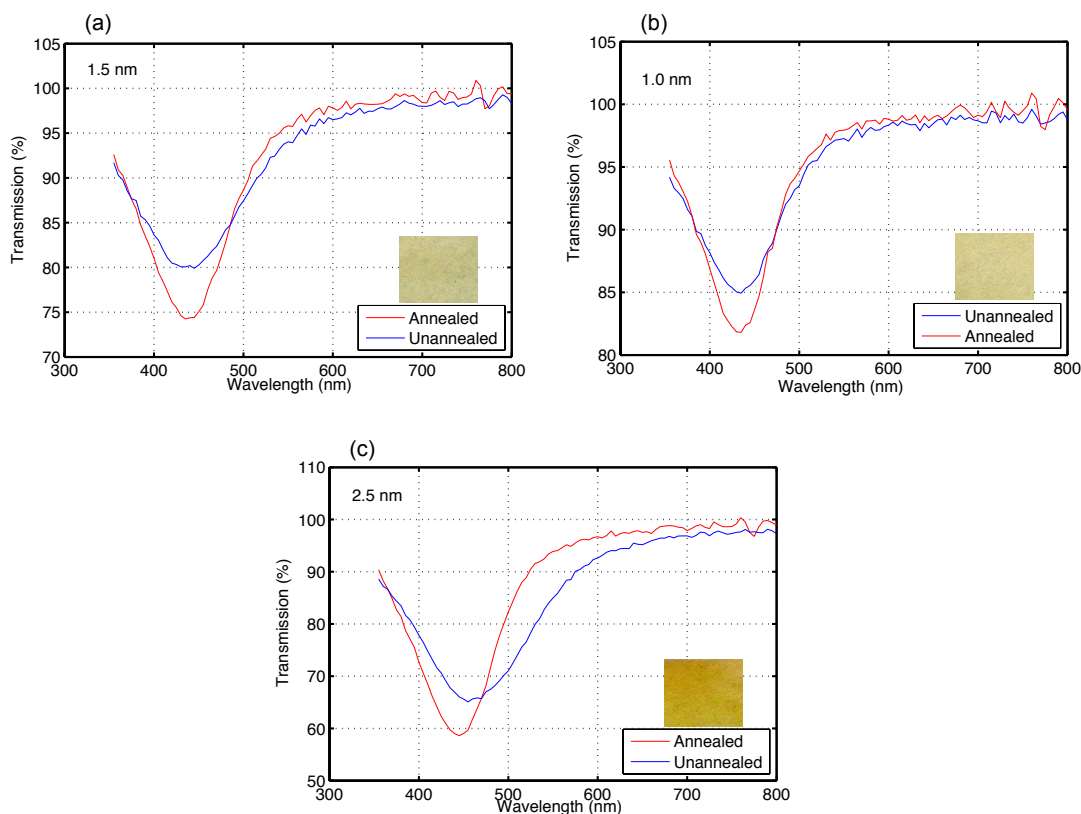 (a)
105
100
95
90
85
80
75
70
Transmission (%)
1.5 nm
Annealed
Unannealed
300 400 500 600 700 800
Wavelength (nm)
(b)
105
100
95
90
85
80
Transmission (%)
1.0 nm
Unannealed
Annealed
300 400 500 600 700 800
Wavelength (nm)
(c)
110
100
90
80
70
60
50
Transmission (%)
2.5 nm
Annealed
Unannealed
300 400 500 600 700 800
Wavelength (nm)